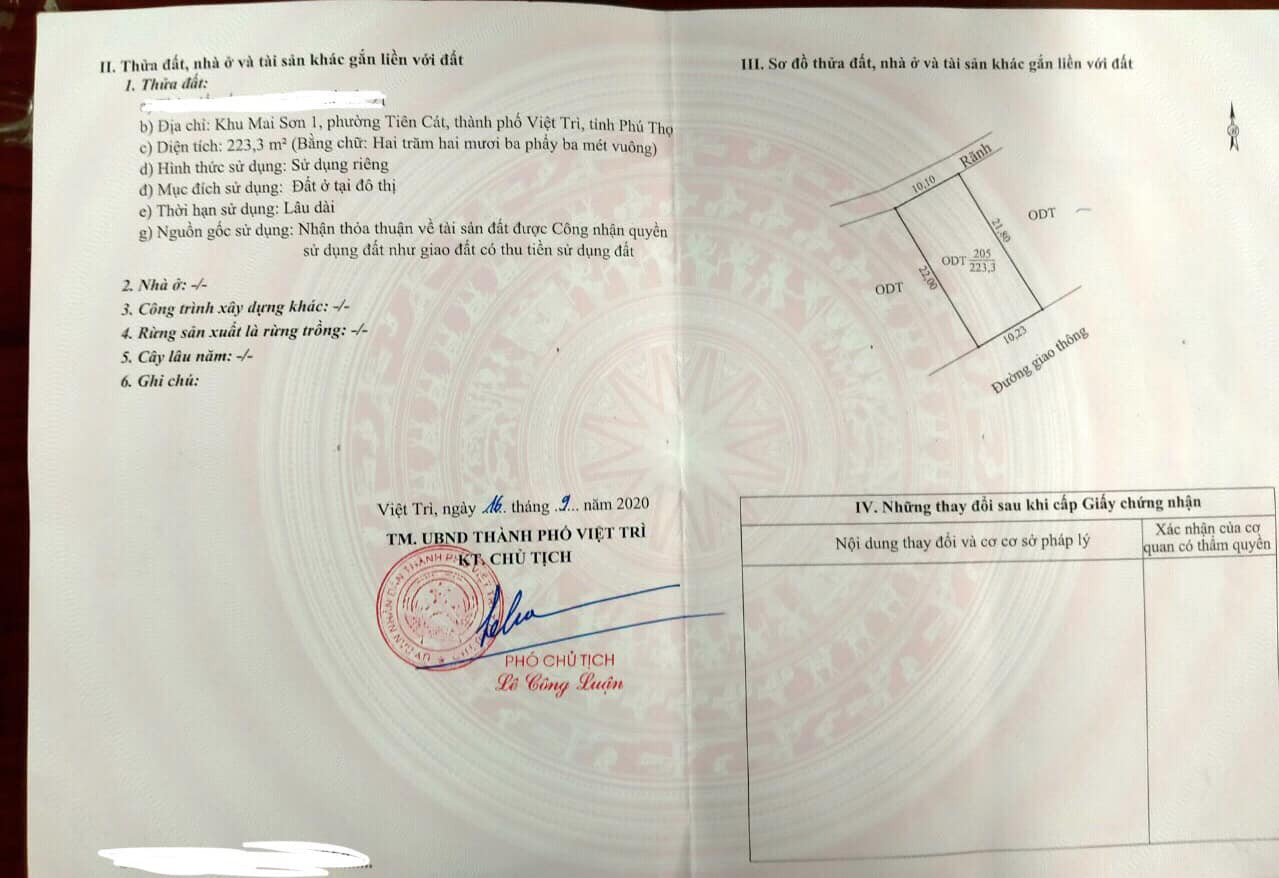 II. Thửa đất, nhà ở và tài sản khác gắn liền với đất
1. Thửa đất:
b) Địa chỉ: Khu Mai Sơn 1, phường Tiên Cát, thành phố Việt Trì, tỉnh Phú Thọ
c) Diện tích: 223,3 m² (Bằng chữ: Hai trăm hai mươi ba phẩy ba mét vuông)
d) Hình thức sử dụng: Sử dụng riêng
đ) Mục đích sử dụng: Đất ở tại đô thị
e) Thời hạn sử dụng: Lâu dài
g) Nguồn gốc sử dụng: Nhận thỏa thuận về tài sản đất được Công nhận quyền
sử dụng đất như giao đất có thu tiền sử dụng đất
2. Nhà ở: -/-
3. Công trình xây dựng khác: -/-
4. Rừng sản xuất là rừng trồng: -/-
5. Cây lâu năm: -/-
6. Ghi chú:
Việt Trì, ngày 16 tháng 9 năm 2020
TM. UBND THÀNH PHỐ VIỆT TRÌ
KT. CHỦ TỊCH
PHÓ CHỦ TỊCH
Lê Công Luận
III. Sơ đồ thửa đất, nhà ở và tài sản khác gắn liền với đất
Rãnh
10,10
ODT
21,80
ODT 205
223,3
22,00
ODT
10,23
Đường giao thông
IV. Những thay đổi sau khi cấp Giấy chứng nhận
Nội dung thay đổi và cơ cơ sở pháp lý
Xác nhận của cơ
quan có thẩm quyền